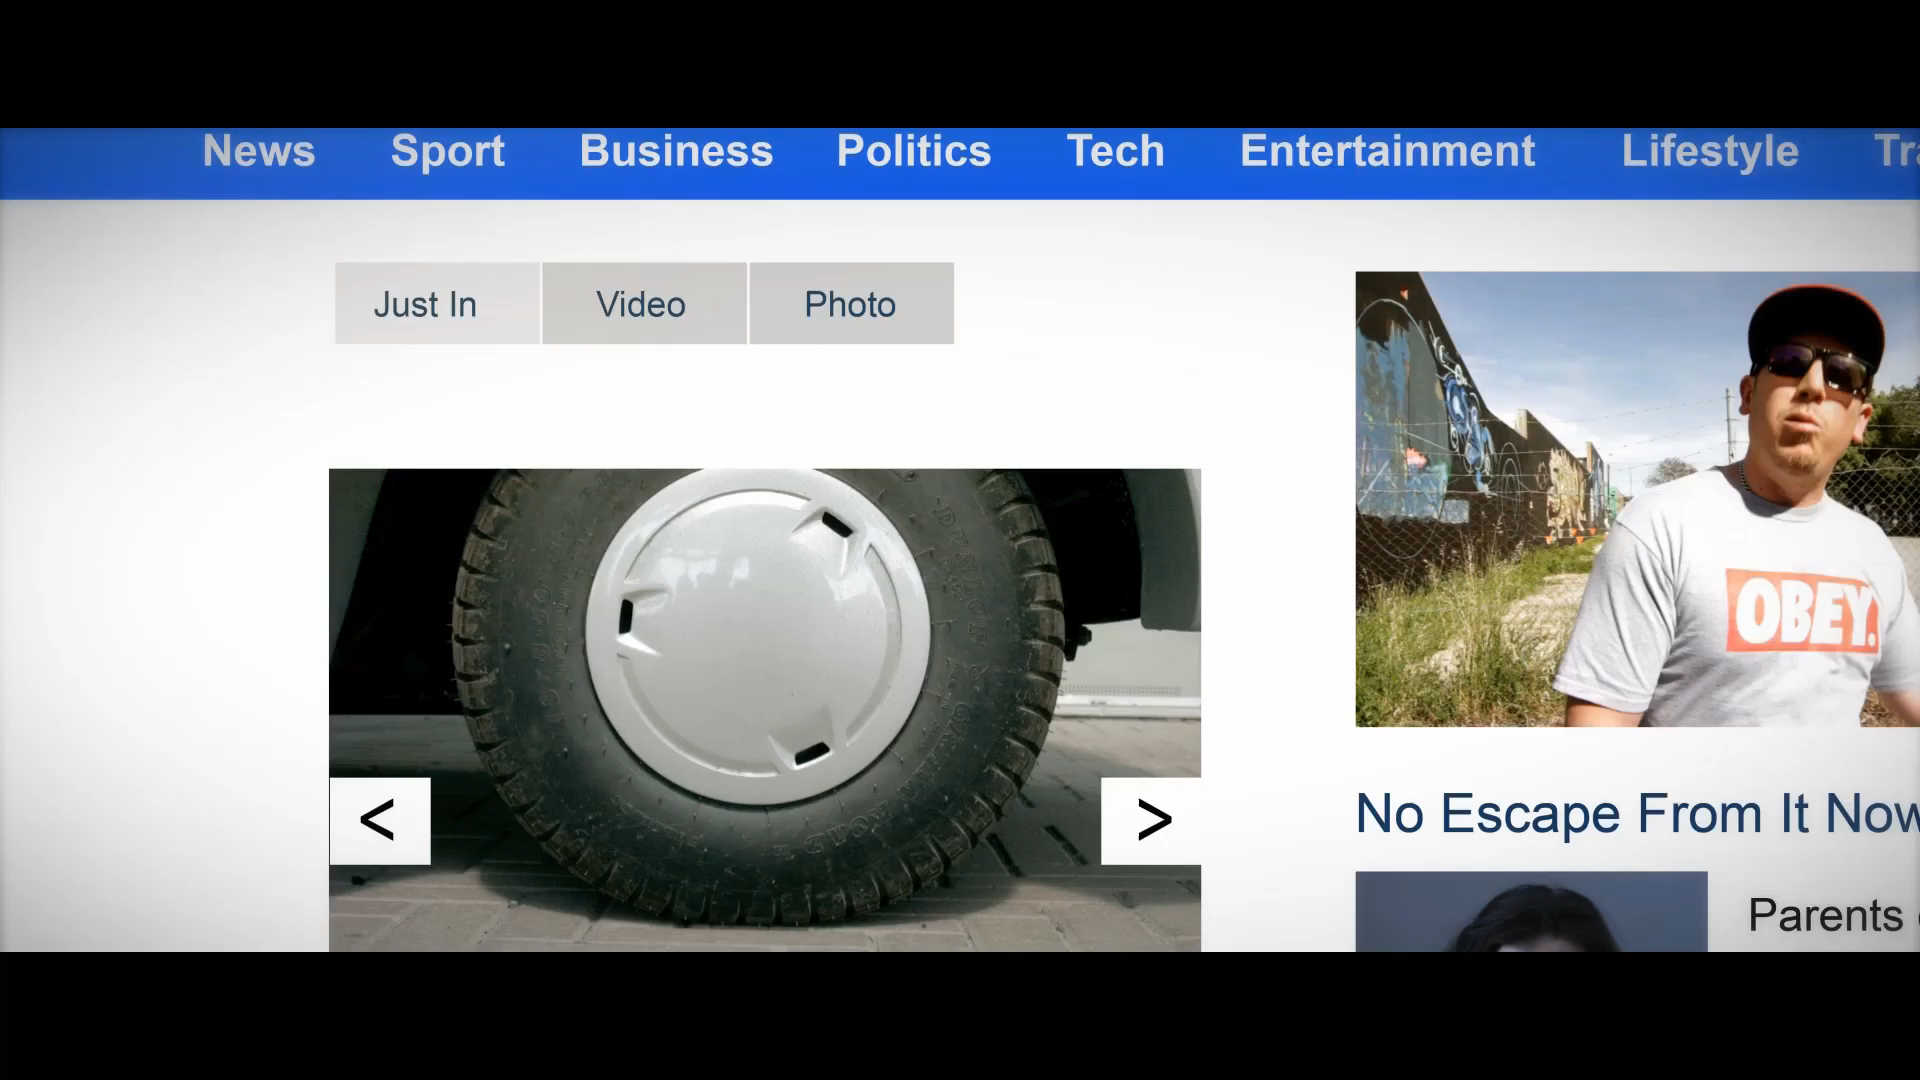 News Sport Business Politics Tech Entertainment Lifestyle
Just In Video Photo
OBEY.
< >
No Escape From It Now
Parents